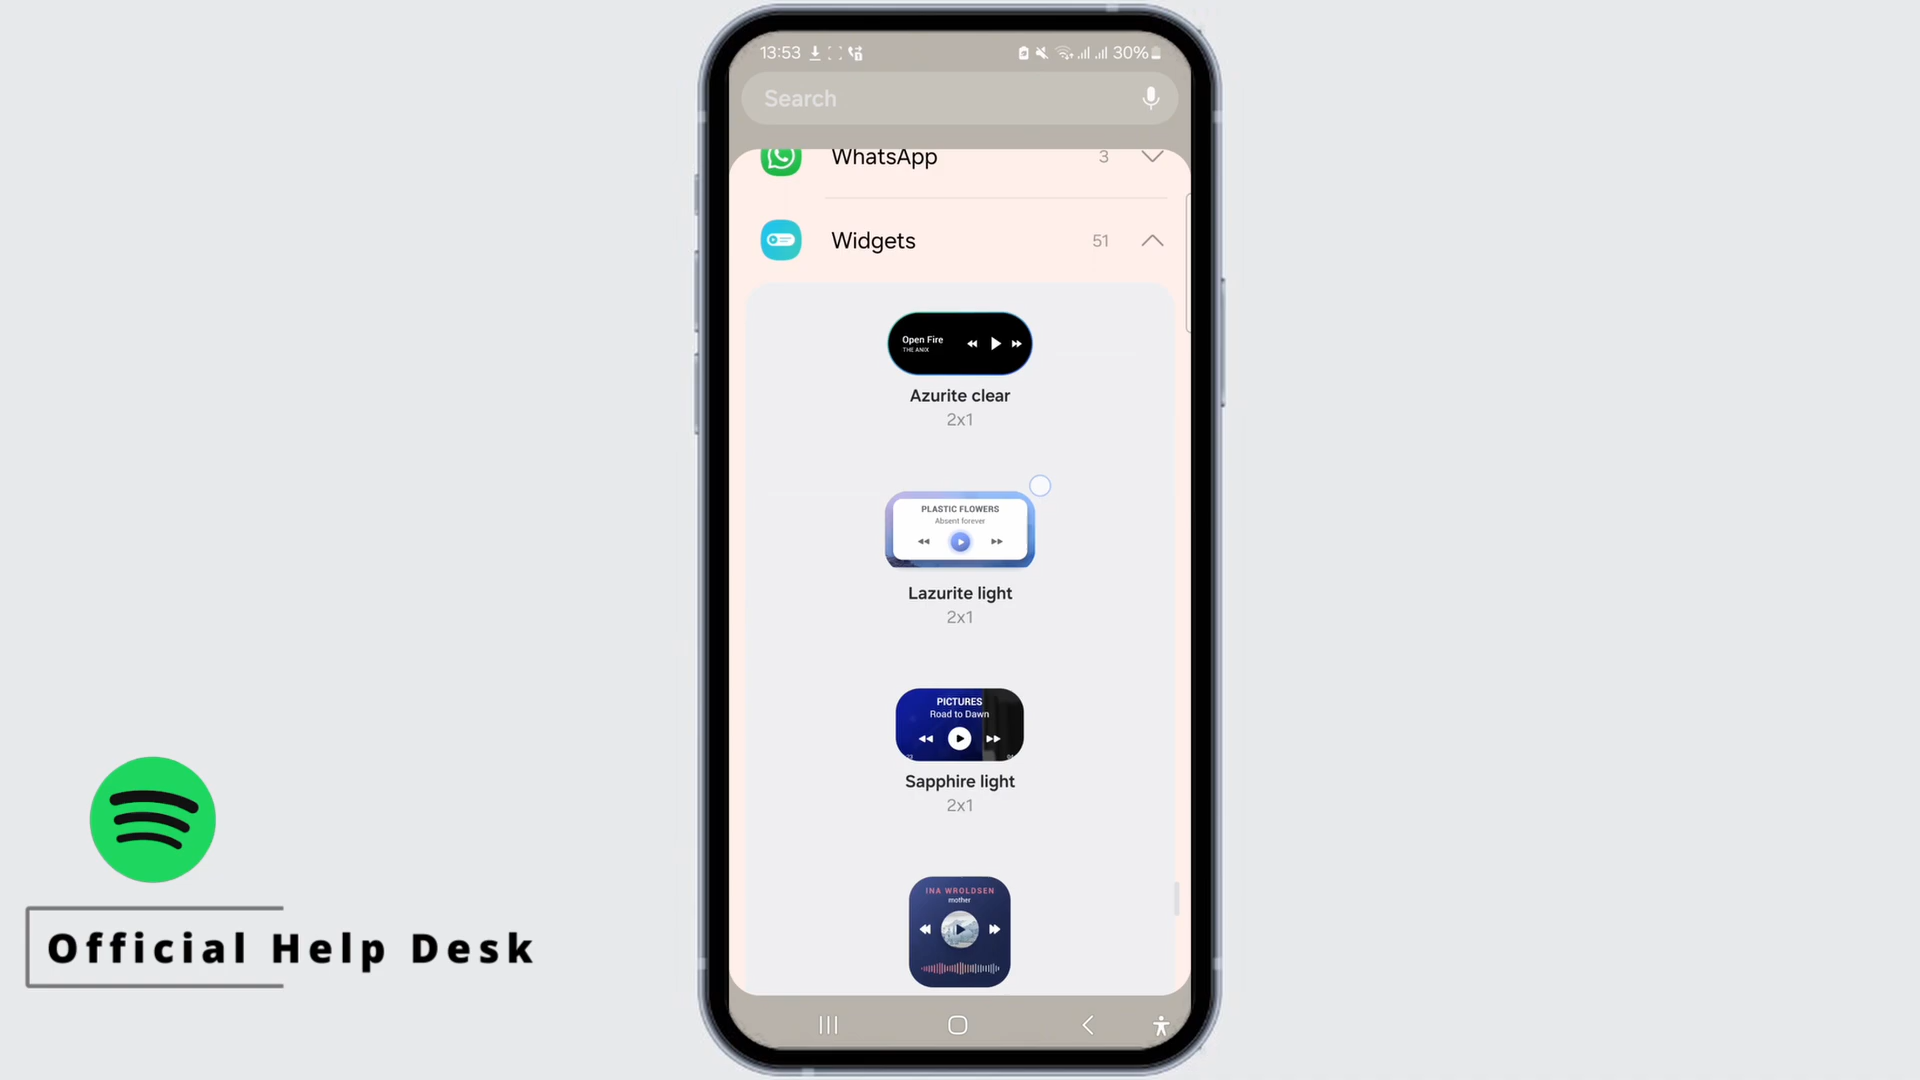 13:53
30%
Search
WhatsApp 3
Widgets 51
Open Fire
THE ANIX
Azurite clear
2x1
PLASTIC FLOWERS
Absent forever
Lazurite light
2x1
PICTURES
Road to Dawn
Sapphire light
2x1
INA WROLDSEN
mother
Official Help Desk